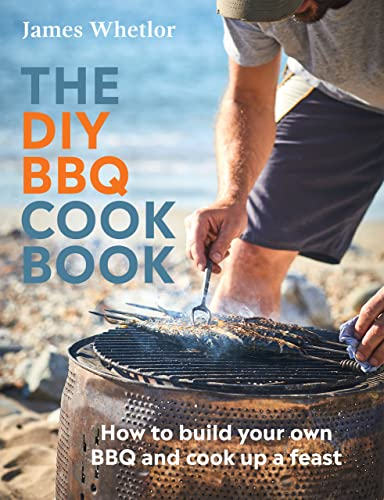 James Whetlor
THE
DIY
BBQ
COOK
BOOK
How to build your own
BBQ and cook up a feast